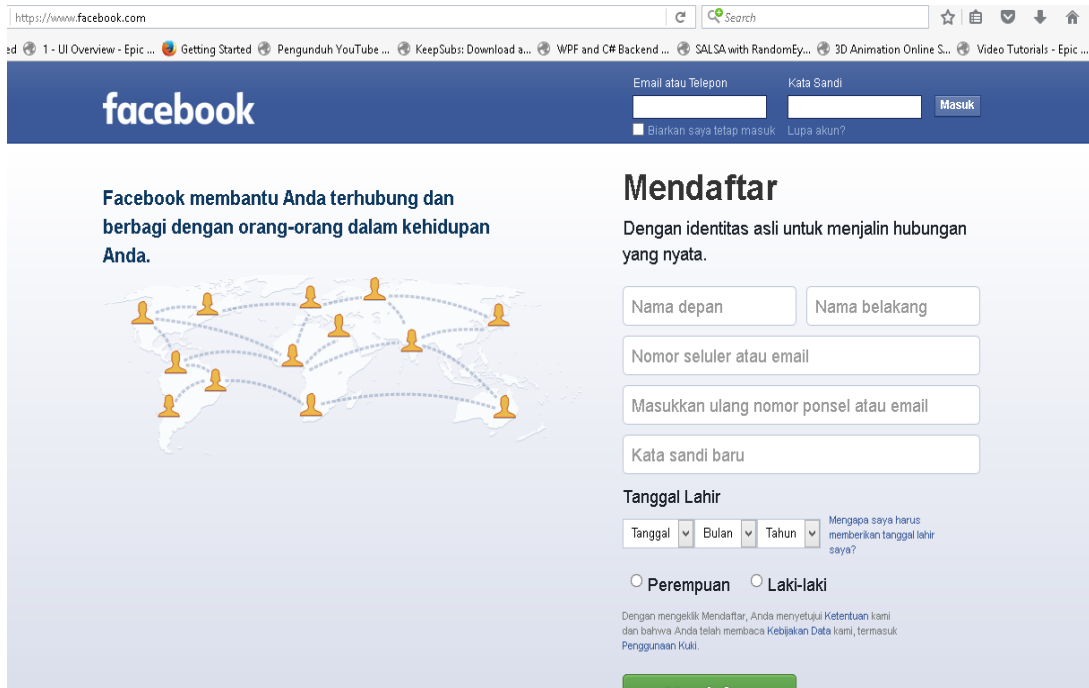 https://www.facebook.com
Search
ed 1 - UI Overview - Epic ... Getting Started Pengunduh YouTube ... KeepSubs: Download a... WPF and C# Backend ... SALSA with RandomEy... 3D Animation Online S... Video Tutorials - Epic ...
facebook
Email atau Telepon
Kata Sandi
Masuk
Biarkan saya tetap masuk
Lupa akun?
Facebook membantu Anda terhubung dan
berbagi dengan orang-orang dalam kehidupan
Anda.
Mendaftar
Dengan identitas asli untuk menjalin hubungan
yang nyata.
Nama depan
Nama belakang
Nomor seluler atau email
Masukkan ulang nomor ponsel atau email
Kata sandi baru
Tanggal Lahir
Tanggal Bulan Tahun
Mengapa saya harus
memberikan tanggal lahir
saya?
Perempuan Laki-laki
Dengan mengeklik Mendaftar, Anda menyetujui Ketentuan kami
dan bahwa Anda telah membaca Kebijakan Data kami, termasuk
Penggunaan Kuki.